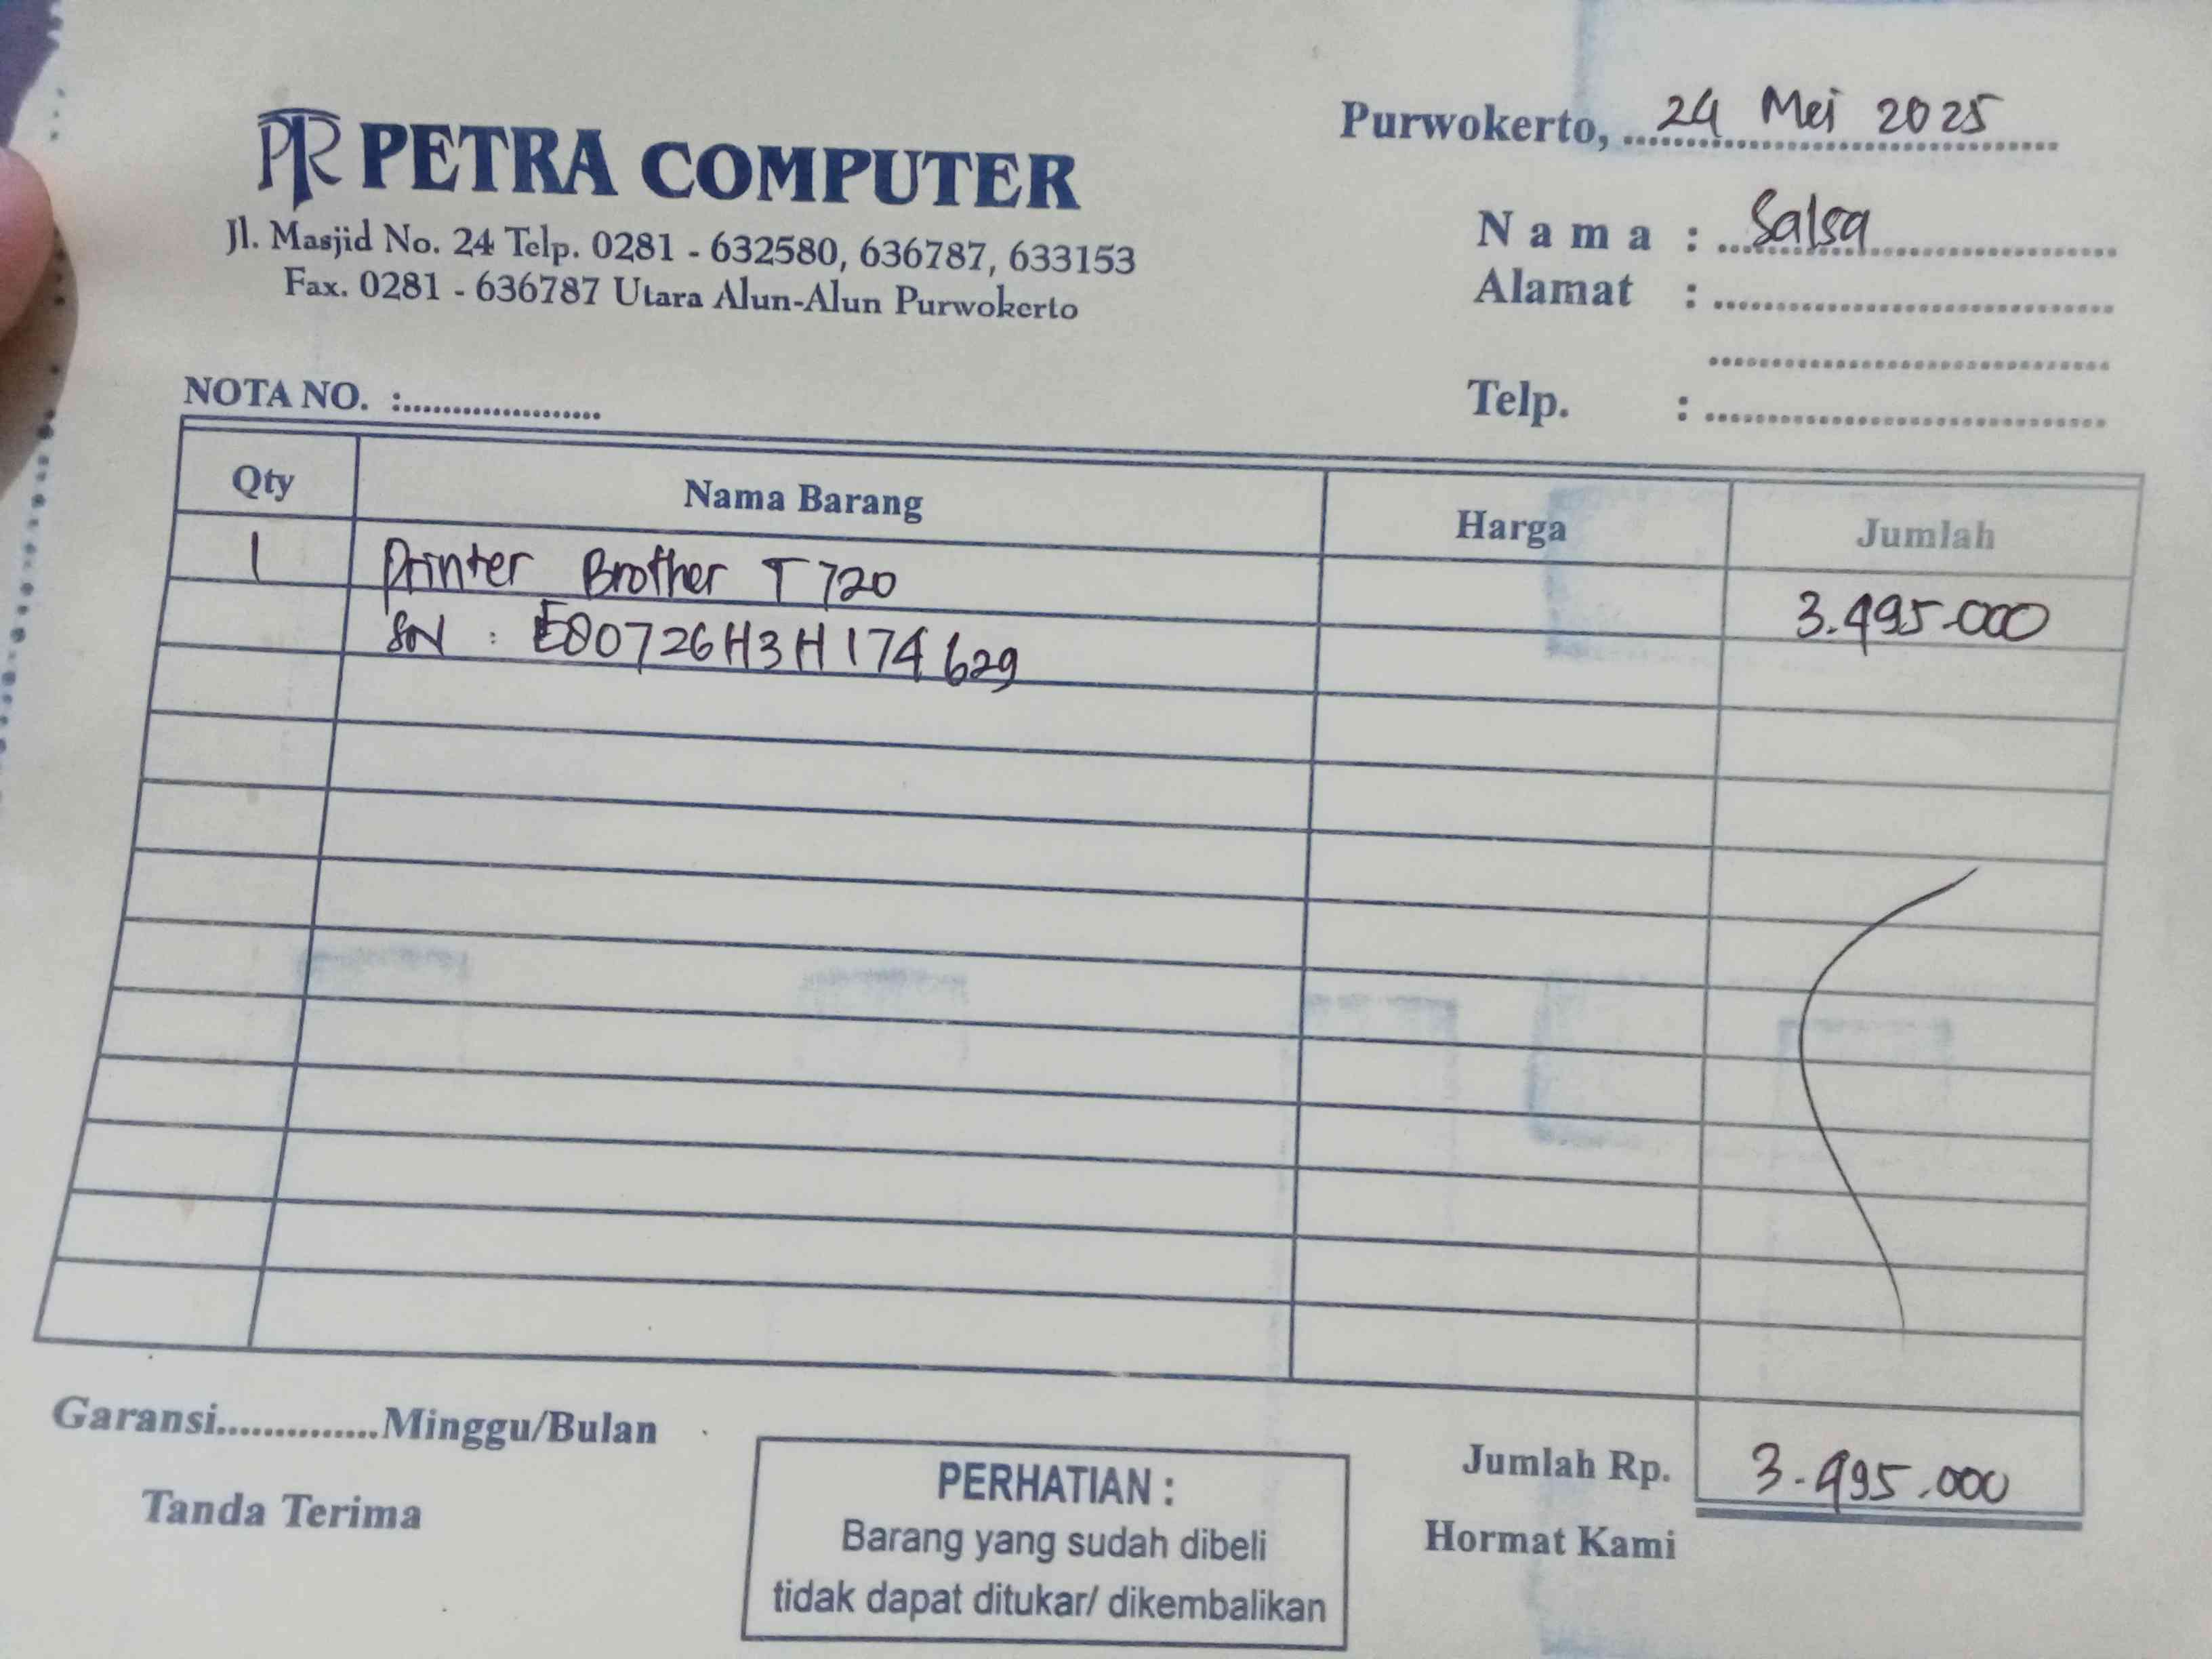 PR PETRA COMPUTER
Jl. Masjid No. 24 Telp. 0281 - 632580, 636787, 633153
Fax. 0281 - 636787 Utara Alun-Alun Purwokerto
Purwokerto, 24 Mei 2025
Nama : Salsa
Alamat :
Telp. :
NOTA NO. :
Qty Nama Barang Harga Jumlah
1 Printer Brother T720 3.495.000
SN : E80726H3H174629
Garansi..............Minggu/Bulan
Jumlah Rp. 3.495.000
Tanda Terima
Hormat Kami
PERHATIAN :
Barang yang sudah dibeli
tidak dapat ditukar/ dikembalikan